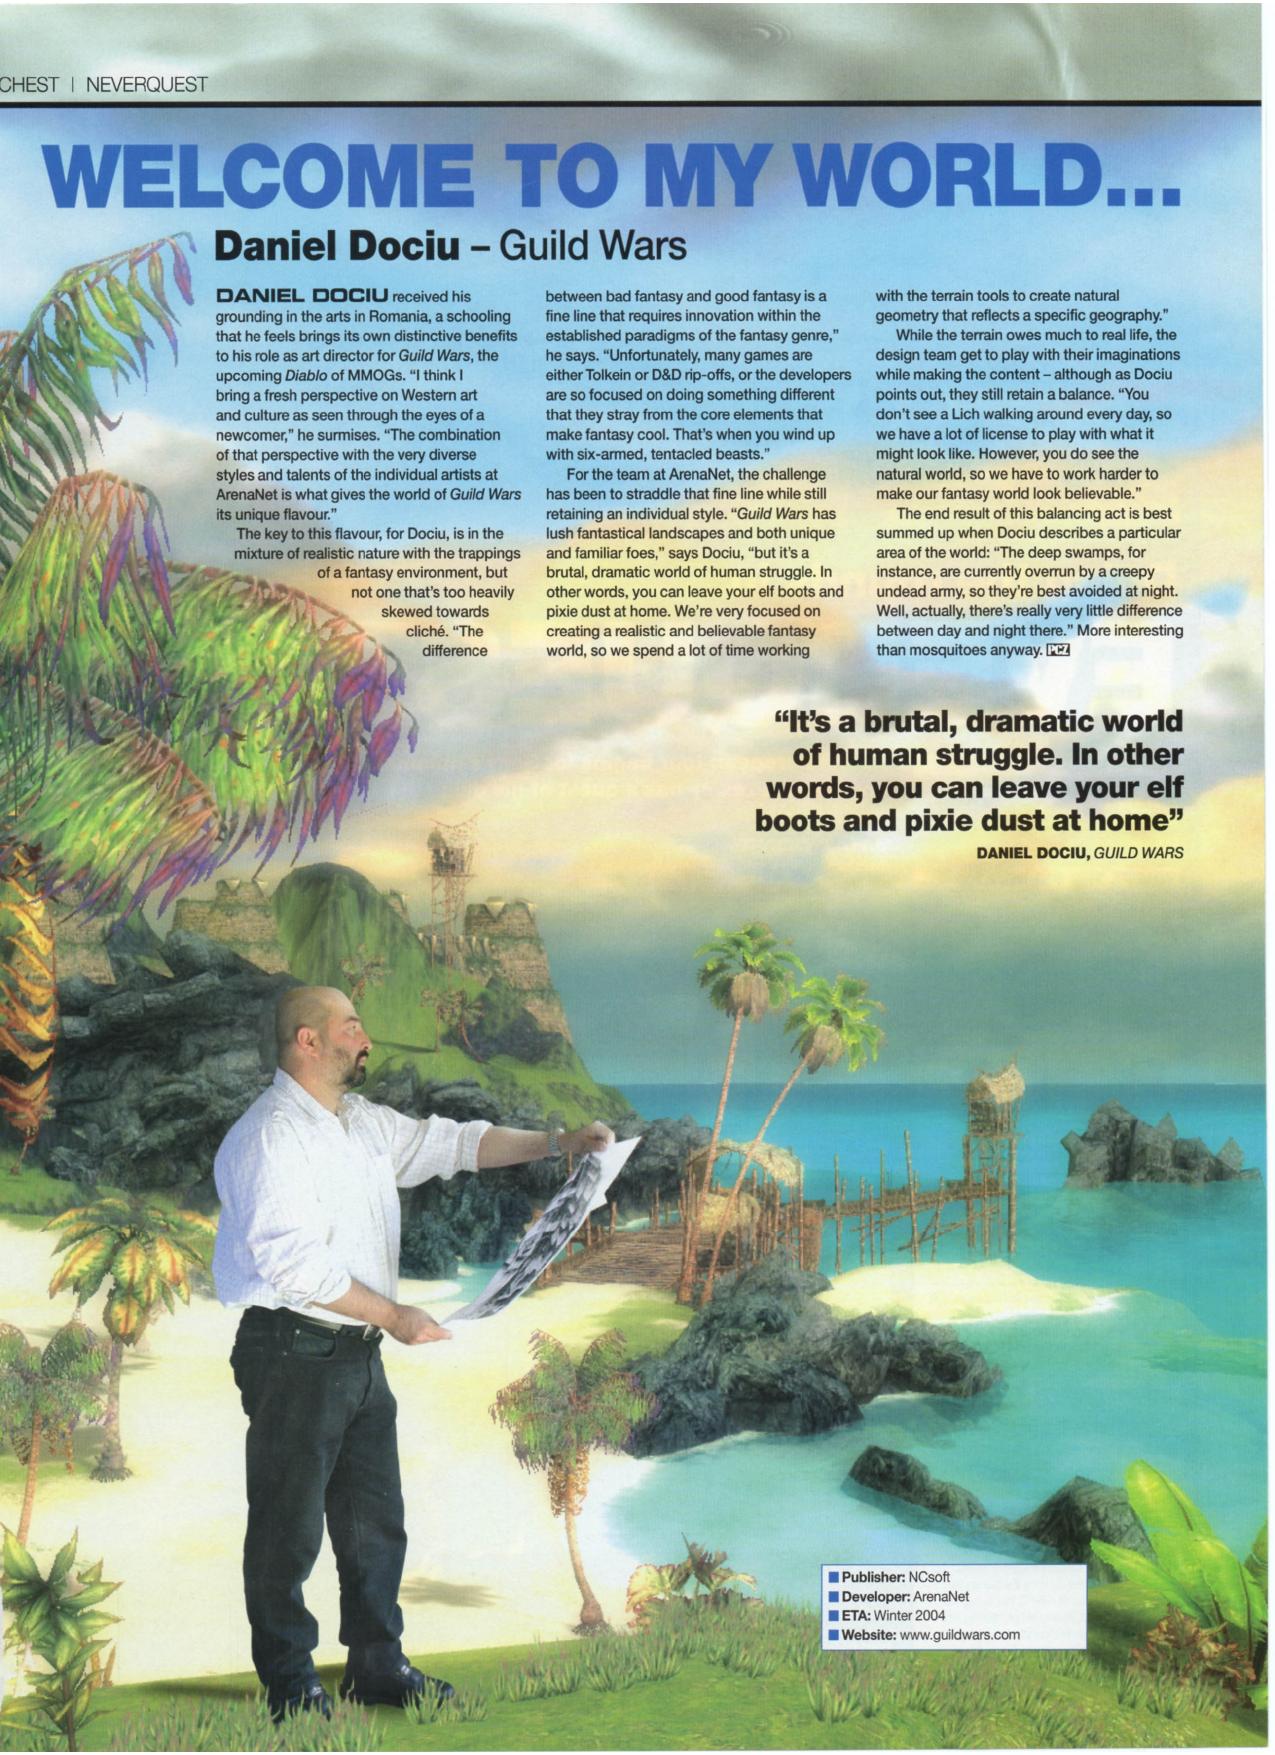 CHEST | NEVERQUEST
WELCOME TO MY WORLD...
Daniel Dociu – Guild Wars
DANIEL DOCIU received his
grounding in the arts in Romania, a schooling
that he feels brings its own distinctive benefits
to his role as art director for Guild Wars, the
upcoming Diablo of MMOGs. “I think I
bring a fresh perspective on Western art
and culture as seen through the eyes of a
newcomer,” he surmises. “The combination
of that perspective with the very diverse
styles and talents of the individual artists at
ArenaNet is what gives the world of Guild Wars
its unique flavour.”
The key to this flavour, for Dociu, is in the
mixture of realistic nature with the trappings
of a fantasy environment, but
not one that’s too heavily
skewed towards
cliché. “The
difference
between bad fantasy and good fantasy is a
fine line that requires innovation within the
established paradigms of the fantasy genre,”
he says. “Unfortunately, many games are
either Tolkein or D&D rip-offs, or the developers
are so focused on doing something different
that they stray from the core elements that
make fantasy cool. That’s when you wind up
with six-armed, tentacled beasts.”
For the team at ArenaNet, the challenge
has been to straddle that fine line while still
retaining an individual style. “Guild Wars has
lush fantastical landscapes and both unique
and familiar foes,” says Dociu, “but it’s a
brutal, dramatic world of human struggle. In
other words, you can leave your elf boots and
pixie dust at home. We’re very focused on
creating a realistic and believable fantasy
world, so we spend a lot of time working
with the terrain tools to create natural
geometry that reflects a specific geography.”
While the terrain owes much to real life, the
design team get to play with their imaginations
while making the content – although as Dociu
points out, they still retain a balance. “You
don’t see a Lich walking around every day, so
we have a lot of license to play with what it
might look like. However, you do see the
natural world, so we have to work harder to
make our fantasy world look believable.”
The end result of this balancing act is best
summed up when Dociu describes a particular
area of the world: “The deep swamps, for
instance, are currently overrun by a creepy
undead army, so they’re best avoided at night.
Well, actually, there’s really very little difference
between day and night there.” More interesting
than mosquitoes anyway. PCZ
“It’s a brutal, dramatic world
of human struggle. In other
words, you can leave your elf
boots and pixie dust at home”
DANIEL DOCIU, GUILD WARS
Publisher: NCsoft
Developer: ArenaNet
ETA: Winter 2004
Website: www.guildwars.com